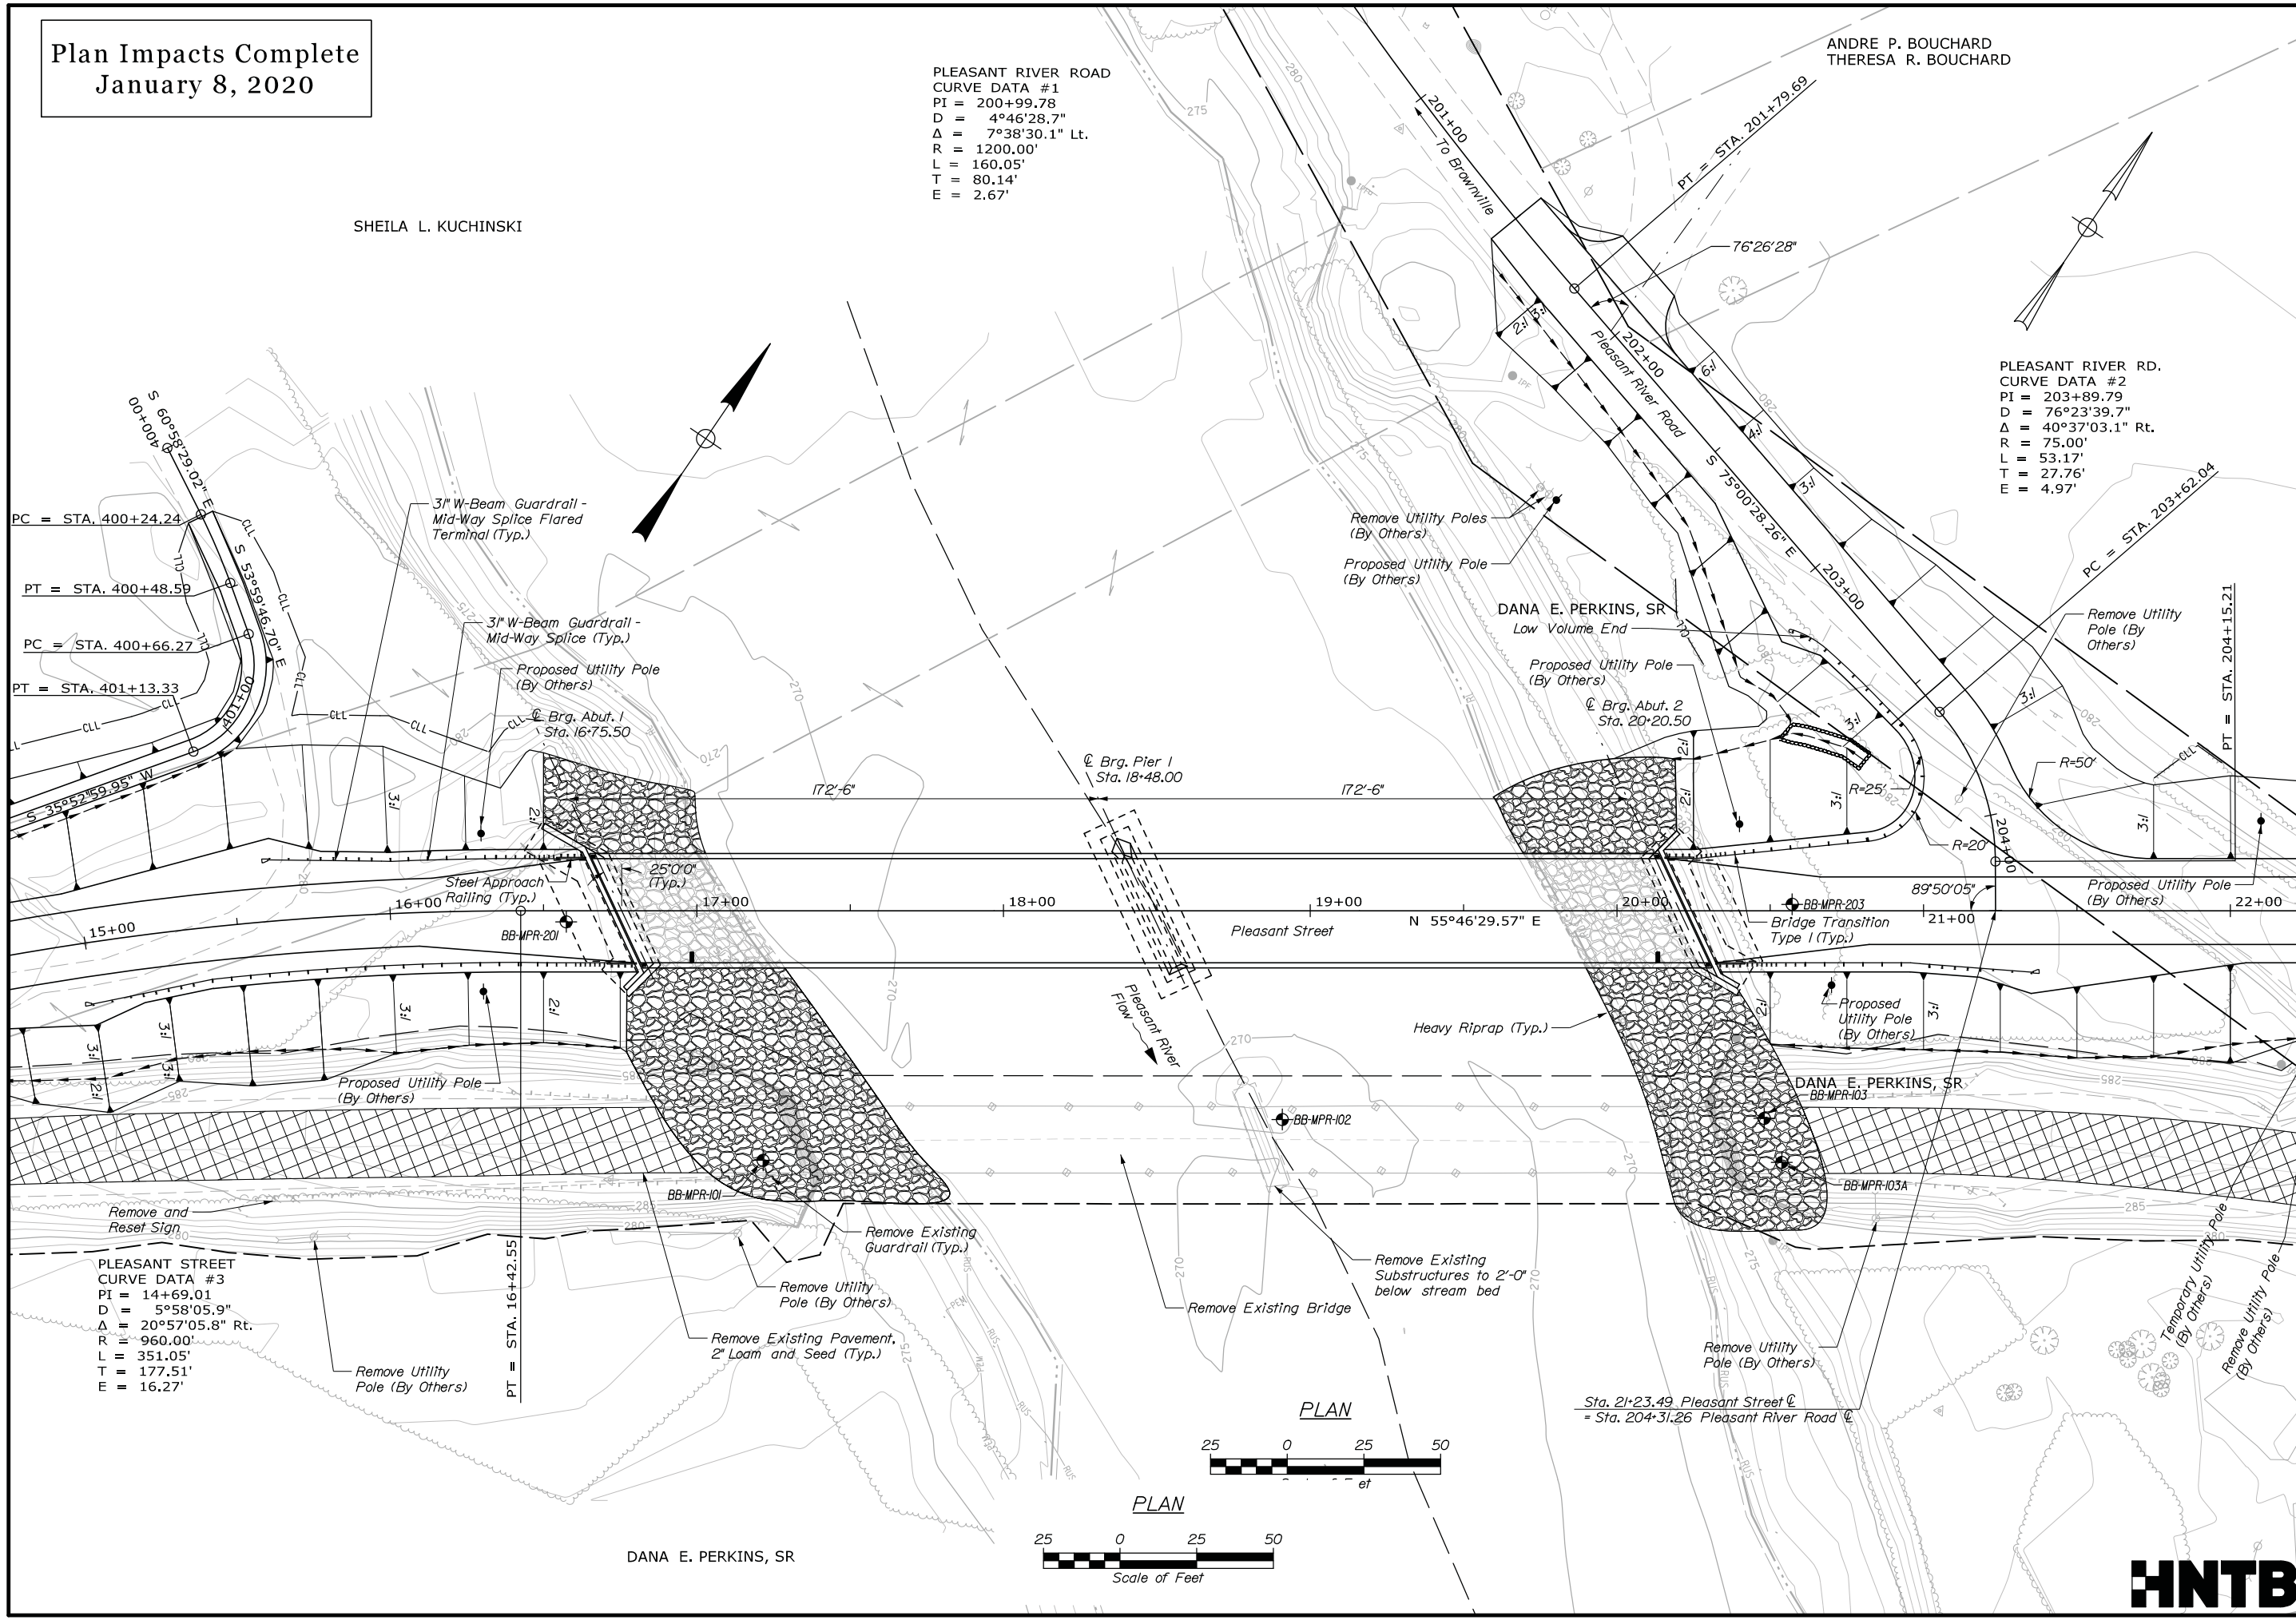 Plan Impacts Complete
January 8, 2020
PLEASANT RIVER ROAD
CURVE DATA #1
PI = 200+99.78
D = 4°46'28.7"
Δ = 7°38'30.1" Lt.
R = 1200.00'
L = 160.05'
T = 80.14'
E = 2.67'
ANDRE P. BOUCHARD
THERESA R. BOUCHARD
SHEILA L. KUCHINSKI
201+00
To Brownville
PT = STA. 201+79.69
76°26'28"
202+00
Pleasant River Road
S 75°00'28.26" E
203+00
PLEASANT RIVER RD.
CURVE DATA #2
PI = 203+89.79
D = 76°23'39.7"
Δ = 40°37'03.1" Rt.
R = 75.00'
L = 53.17'
T = 27.76'
E = 4.97'
PC = STA. 203+62.04
PT = STA. 204+15.21
400+00
S 60°58'29.02" E
PC = STA. 400+24.24
PT = STA. 400+48.59
PC = STA. 400+66.27
PT = STA. 401+13.33
S 53°59'46.70" E
401+00
S 35°52'59.95" W
31" W-Beam Guardrail -
Mid-Way Splice Flared
Terminal (Typ.)
31" W-Beam Guardrail -
Mid-Way Splice (Typ.)
Proposed Utility Pole
(By Others)
℄ Brg. Abut. 1
Sta. 16+75.50
℄ Brg. Pier 1
Sta. 18+48.00
172'-6"
172'-6"
Remove Utility Poles
(By Others)
Proposed Utility Pole
(By Others)
DANA E. PERKINS, SR
Low Volume End
Proposed Utility Pole
(By Others)
℄ Brg. Abut. 2
Sta. 20+20.50
Remove Utility
Pole (By
Others)
R=50'
R=25'
R=20'
204+00
89°50'05"
Proposed Utility Pole
(By Others)
Steel Approach
Railing (Typ.)
25°0'0"
(Typ.)
15+00
16+00
17+00
18+00
19+00
20+00
21+00
22+00
BB-MPR-201
BB-MPR-203
Bridge Transition
Type 1 (Typ.)
Pleasant Street
N 55°46'29.57" E
Pleasant River
Flow
Heavy Riprap (Typ.)
Proposed
Utility Pole
(By Others)
Proposed Utility Pole
(By Others)
DANA E. PERKINS, SR
BB-MPR-103
BB-MPR-102
BB-MPR-101
BB-MPR-103A
Remove and
Reset Sign
Remove Existing
Guardrail (Typ.)
Remove Utility
Pole (By Others)
Remove Existing
Substructures to 2'-0"
below stream bed
Remove Existing Bridge
Remove Existing Pavement,
2" Loam and Seed (Typ.)
PLEASANT STREET
CURVE DATA #3
PI = 14+69.01
D = 5°58'05.9"
Δ = 20°57'05.8" Rt.
R = 960.00'
L = 351.05'
T = 177.51'
E = 16.27'
Remove Utility
Pole (By Others)
PT = STA. 16+42.55
Remove Utility
Pole (By Others)
Temporary Utility Pole
(By Others)
Remove Utility Pole
(By Others)
Sta. 21+23.49 Pleasant Street ℄
= Sta. 204+31.26 Pleasant River Road ℄
PLAN
25 0 25 50
et
PLAN
25 0 25 50
Scale of Feet
DANA E. PERKINS, SR
HNTB